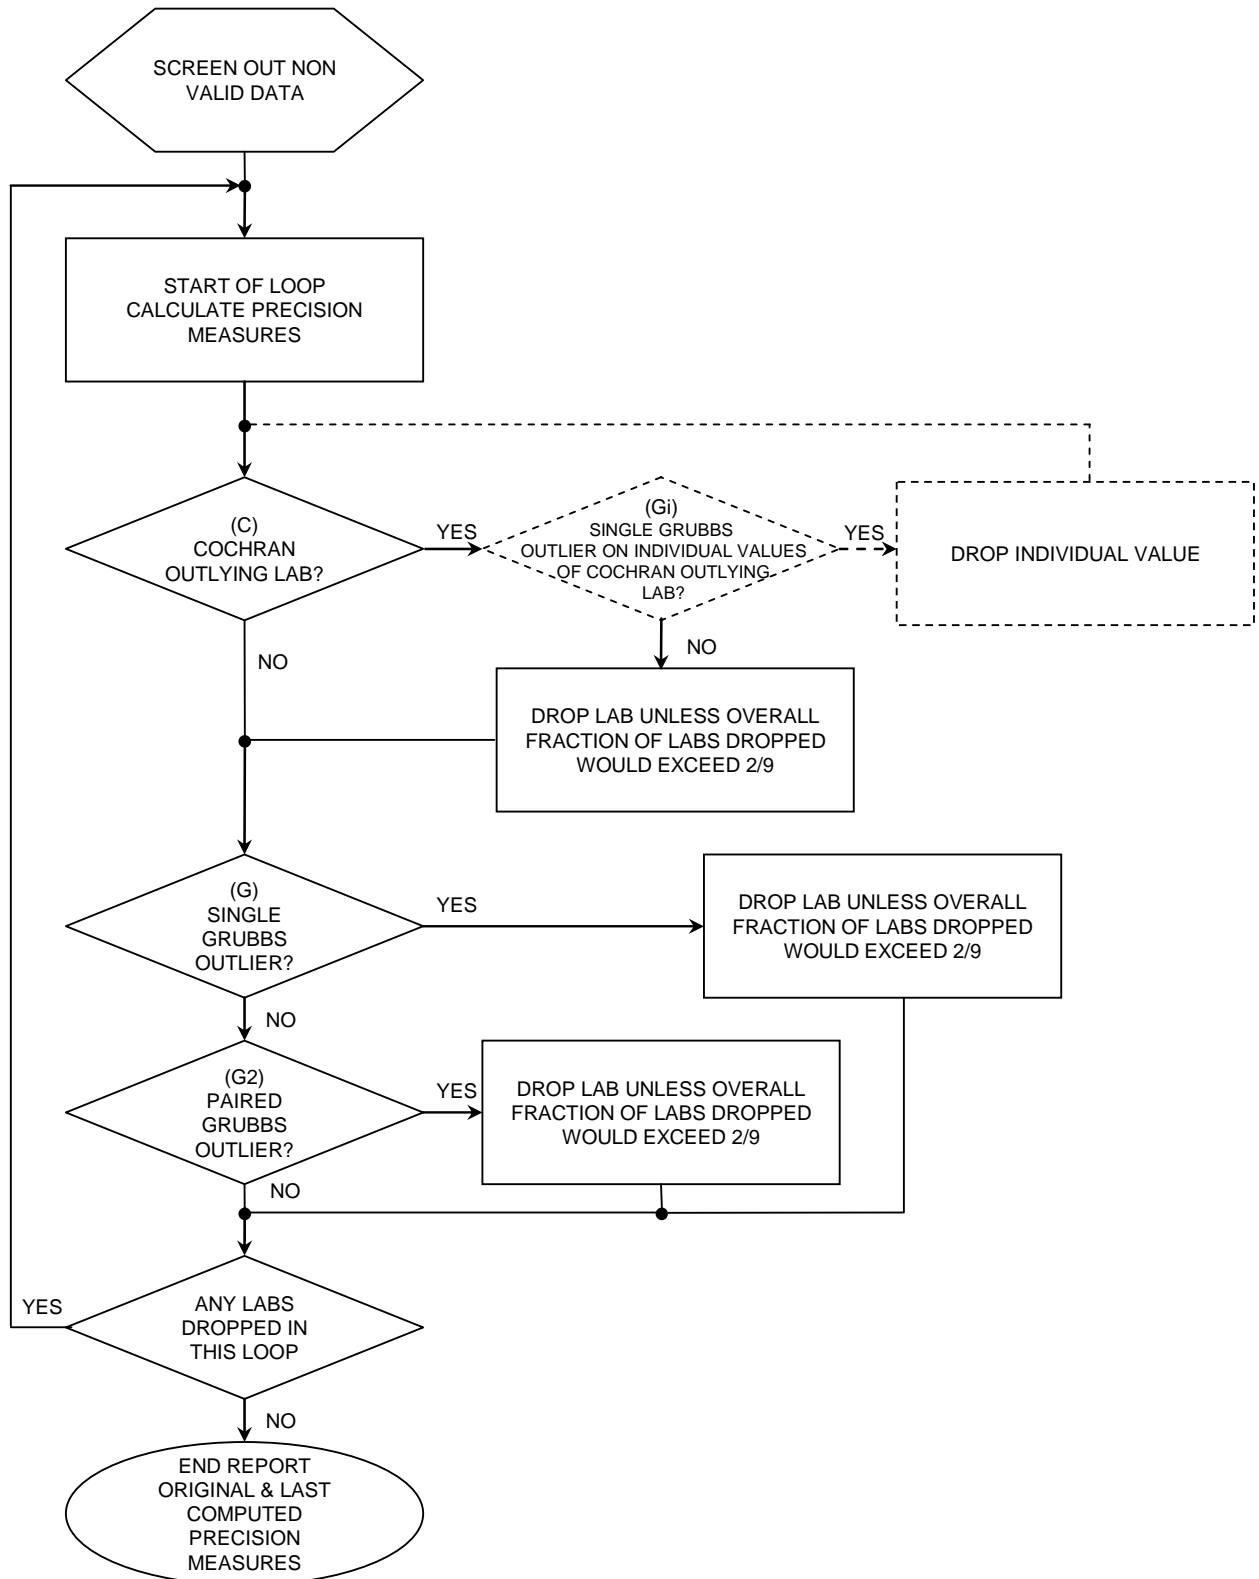 SCREEN OUT NON
VALID DATA
START OF LOOP
CALCULATE PRECISION
MEASURES
(C)
COCHRAN
OUTLYING LAB?
YES
(Gi)
SINGLE GRUBBS
OUTLIER ON INDIVIDUAL VALUES
OF COCHRAN OUTLYING
LAB?
YES
DROP INDIVIDUAL VALUE
NO
NO
DROP LAB UNLESS OVERALL
FRACTION OF LABS DROPPED
WOULD EXCEED 2/9
(G)
SINGLE
GRUBBS
OUTLIER?
YES
DROP LAB UNLESS OVERALL
FRACTION OF LABS DROPPED
WOULD EXCEED 2/9
NO
(G2)
PAIRED
GRUBBS
OUTLIER?
YES
DROP LAB UNLESS OVERALL
FRACTION OF LABS DROPPED
WOULD EXCEED 2/9
NO
YES
ANY LABS
DROPPED IN
THIS LOOP
NO
END REPORT
ORIGINAL & LAST
COMPUTED
PRECISION
MEASURES